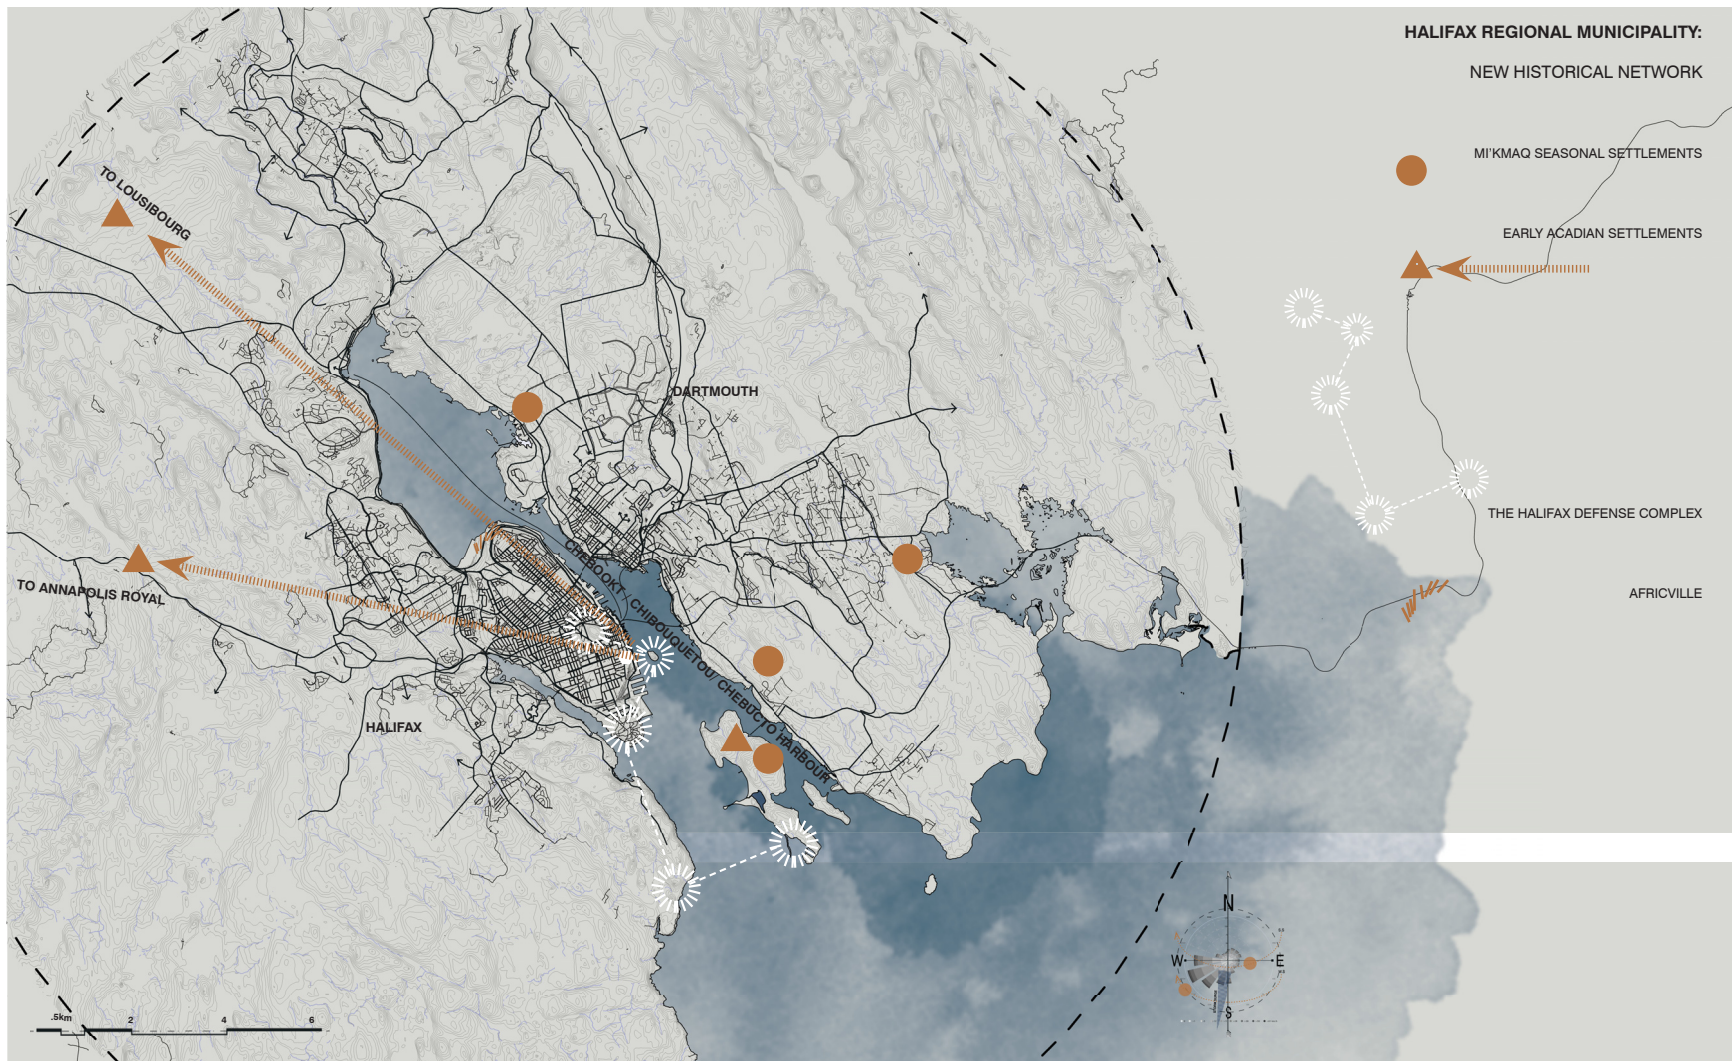 HALIFAX REGIONAL MUNICIPALITY:
NEW HISTORICAL NETWORK
MI'KMAQ SEASONAL SETTLEMENTS
EARLY ACADIAN SETTLEMENTS
THE HALIFAX DEFENSE COMPLEX
AFRICVILLE
TO LOUSIBOURG
DARTMOUTH
TO ANNAPOLIS ROYAL
CHEBOOKT / CHIBOUQUETOU/ CHEBUCTO HARBOUR
HALIFAX
N
W
E
S
.5km
2
4
6